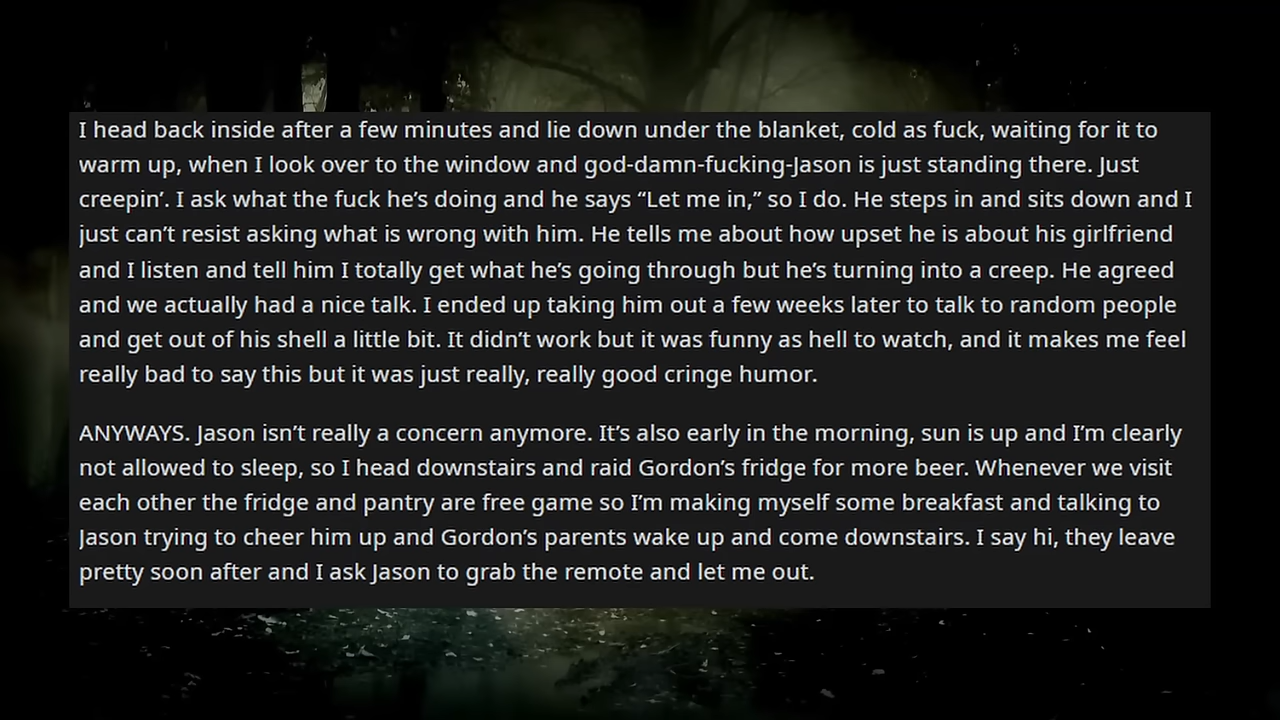 I head back inside after a few minutes and lie down under the blanket, cold as fuck, waiting for it to
warm up, when I look over to the window and god-damn-fucking-Jason is just standing there. Just
creepin’. I ask what the fuck he’s doing and he says “Let me in,” so I do. He steps in and sits down and I
just can’t resist asking what is wrong with him. He tells me about how upset he is about his girlfriend
and I listen and tell him I totally get what he’s going through but he’s turning into a creep. He agreed
and we actually had a nice talk. I ended up taking him out a few weeks later to talk to random people
and get out of his shell a little bit. It didn’t work but it was funny as hell to watch, and it makes me feel
really bad to say this but it was just really, really good cringe humor.
ANYWAYS. Jason isn’t really a concern anymore. It’s also early in the morning, sun is up and I’m clearly
not allowed to sleep, so I head downstairs and raid Gordon’s fridge for more beer. Whenever we visit
each other the fridge and pantry are free game so I’m making myself some breakfast and talking to
Jason trying to cheer him up and Gordon’s parents wake up and come downstairs. I say hi, they leave
pretty soon after and I ask Jason to grab the remote and let me out.